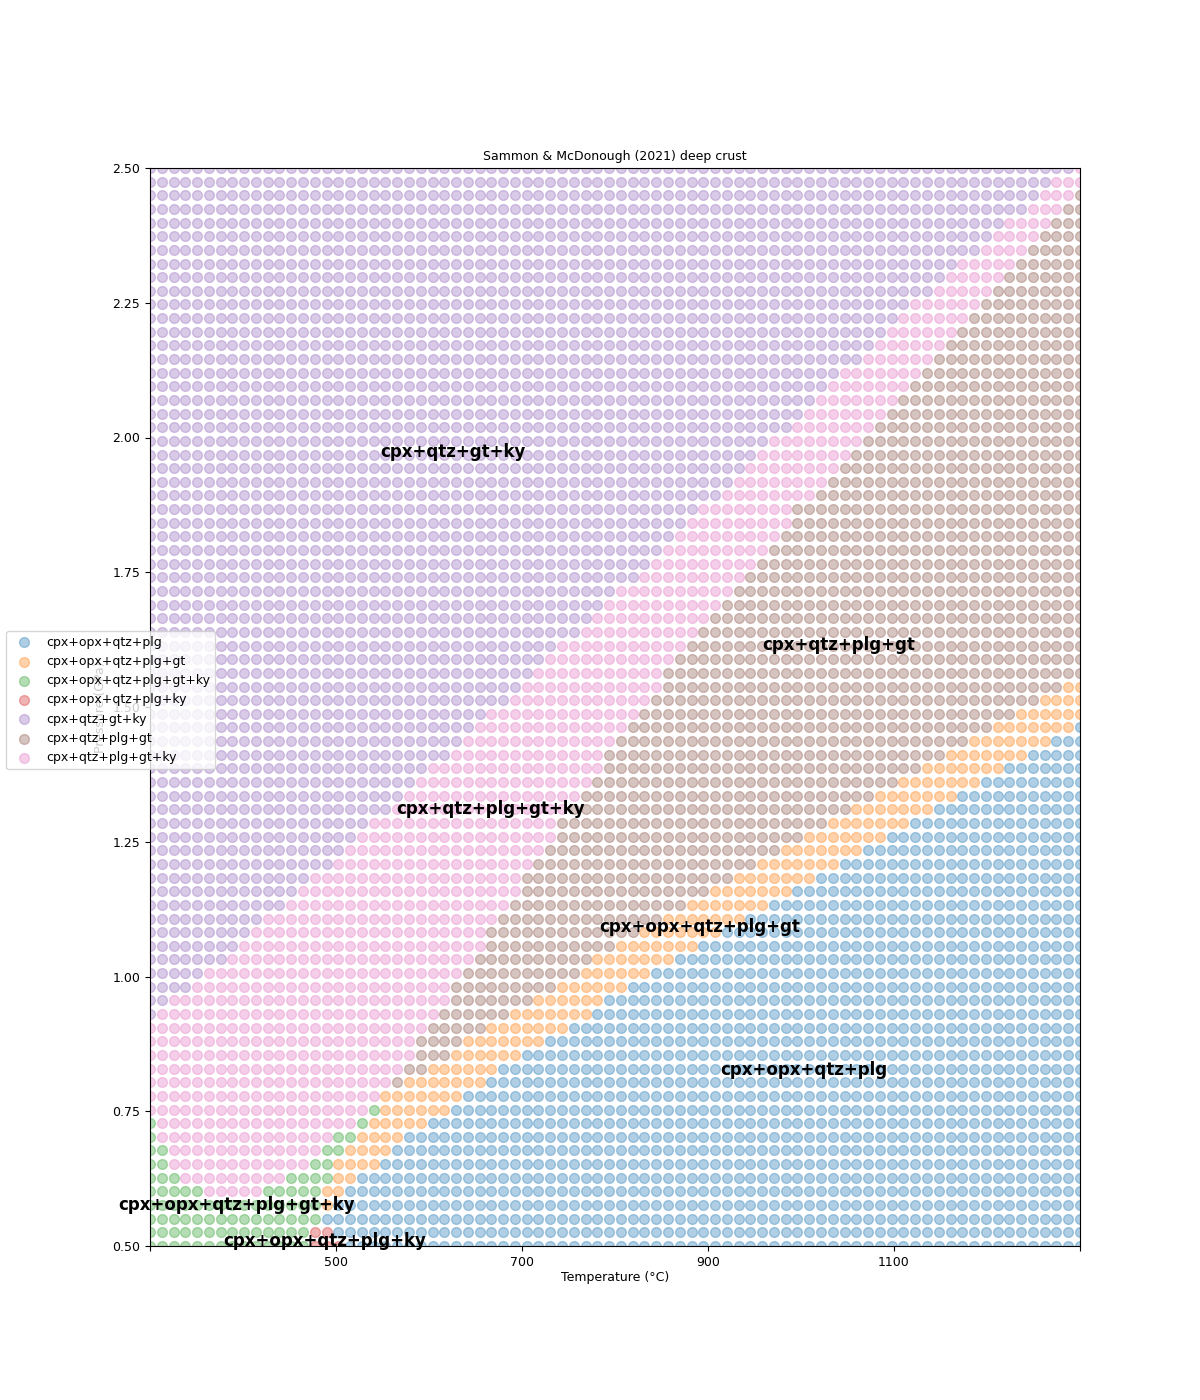 Sammon & McDonough (2021) deep crust
2.50
2.25
2.00
cpx+qtz+gt+ky
1.75
cpx+qtz+plg+gt
cpx+opx+qtz+plg
cpx+opx+qtz+plg+gt
cpx+opx+qtz+plg+gt+ky
cpx+opx+qtz+plg+ky
cpx+qtz+gt+ky
cpx+qtz+plg+gt
cpx+qtz+plg+gt+ky
1.50
cpx+qtz+plg+gt+ky
1.25
cpx+opx+qtz+plg+gt
1.00
cpx+opx+qtz+plg
0.75
cpx+opx+qtz+plg+gt+ky
cpx+opx+qtz+plg+ky
0.50
500 700 900 1100
Temperature (°C)